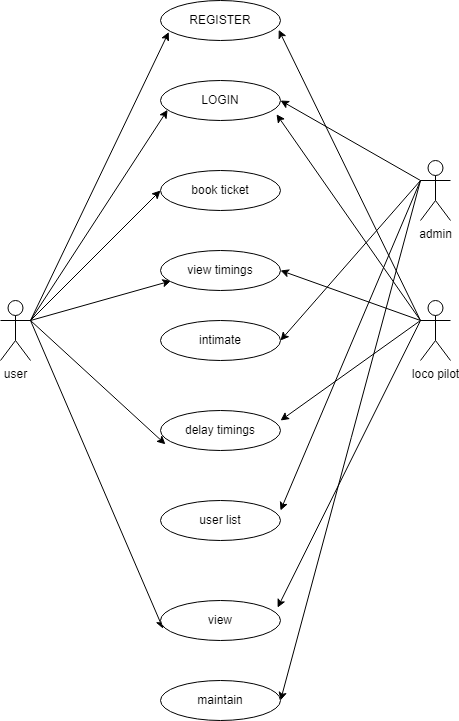 REGISTER
LOGIN
book ticket
view timings
intimate
delay timings
user list
view
maintain
user
admin
loco pilot